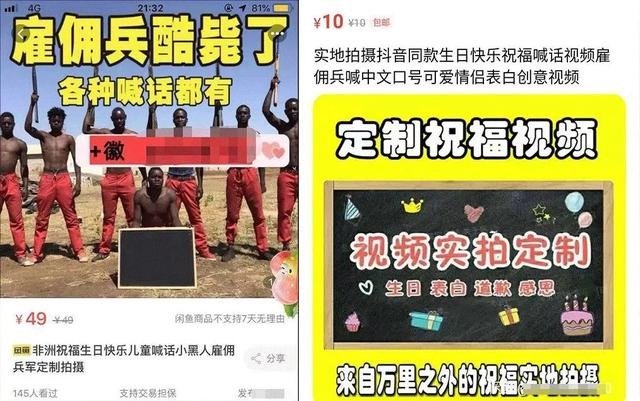 4G
21:32
81%
雇佣兵酷毙了
各种喊话都有
+徽
¥49 ¥49
闲鱼商品不支持7天无理由
非洲祝福生日快乐儿童喊话小黑人雇佣
兵军定制拍摄
分享
145人看过
支持交易担保
发布
¥10 ¥10 包邮
实地拍摄抖音同款生日快乐祝福喊话视频雇
佣兵喊中文口号可爱情侣表白创意视频
定制祝福视频
视频实拍定制
生日 表白 道歉 感恩
来自万里之外的祝福实地拍摄